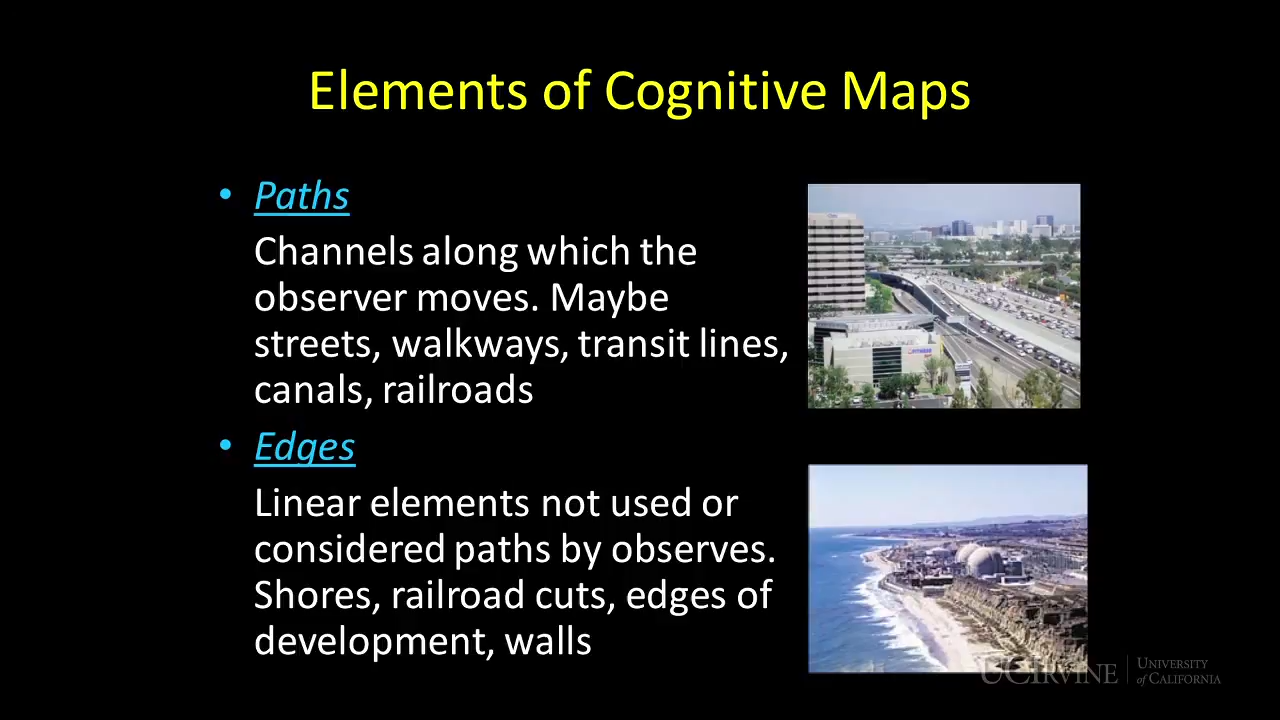 Elements of Cognitive Maps
• Paths
Channels along which the
observer moves. Maybe
streets, walkways, transit lines,
canals, railroads
• Edges
Linear elements not used or
considered paths by observes.
Shores, railroad cuts, edges of
development, walls
UCIRVINE
UNIVERSITY
of CALIFORNIA